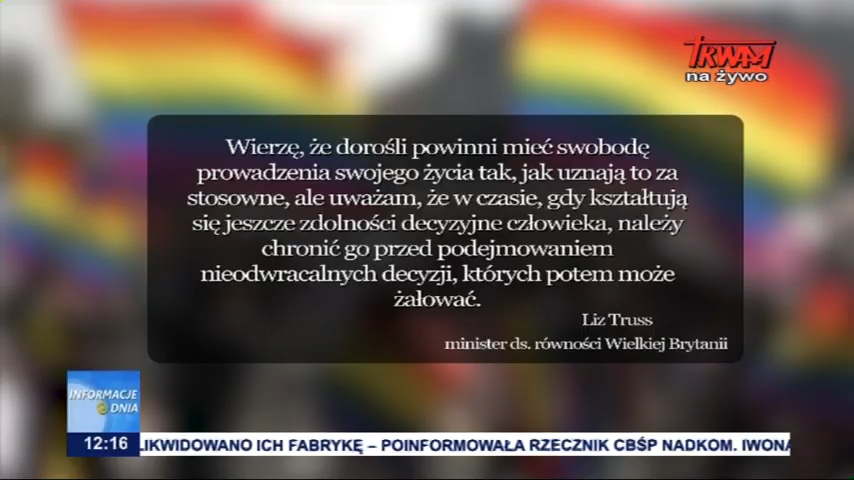 TRWAM
na żywo
Wierzę, że dorośli powinni mieć swobodę
prowadzenia swojego życia tak, jak uznają to za
stosowne, ale uważam, że w czasie, gdy kształtują
się jeszcze zdolności decyzyjne człowieka, należy
chronić go przed podejmowaniem
nieodwracalnych decyzji, których potem może
żałować.
Liz Truss
minister ds. równości Wielkiej Brytanii
INFORMACJE
DNIA
12:16 LIKWIDOWANO ICH FABRYKĘ – POINFORMOWAŁA RZECZNIK CBŚP NADKOM. IWONA